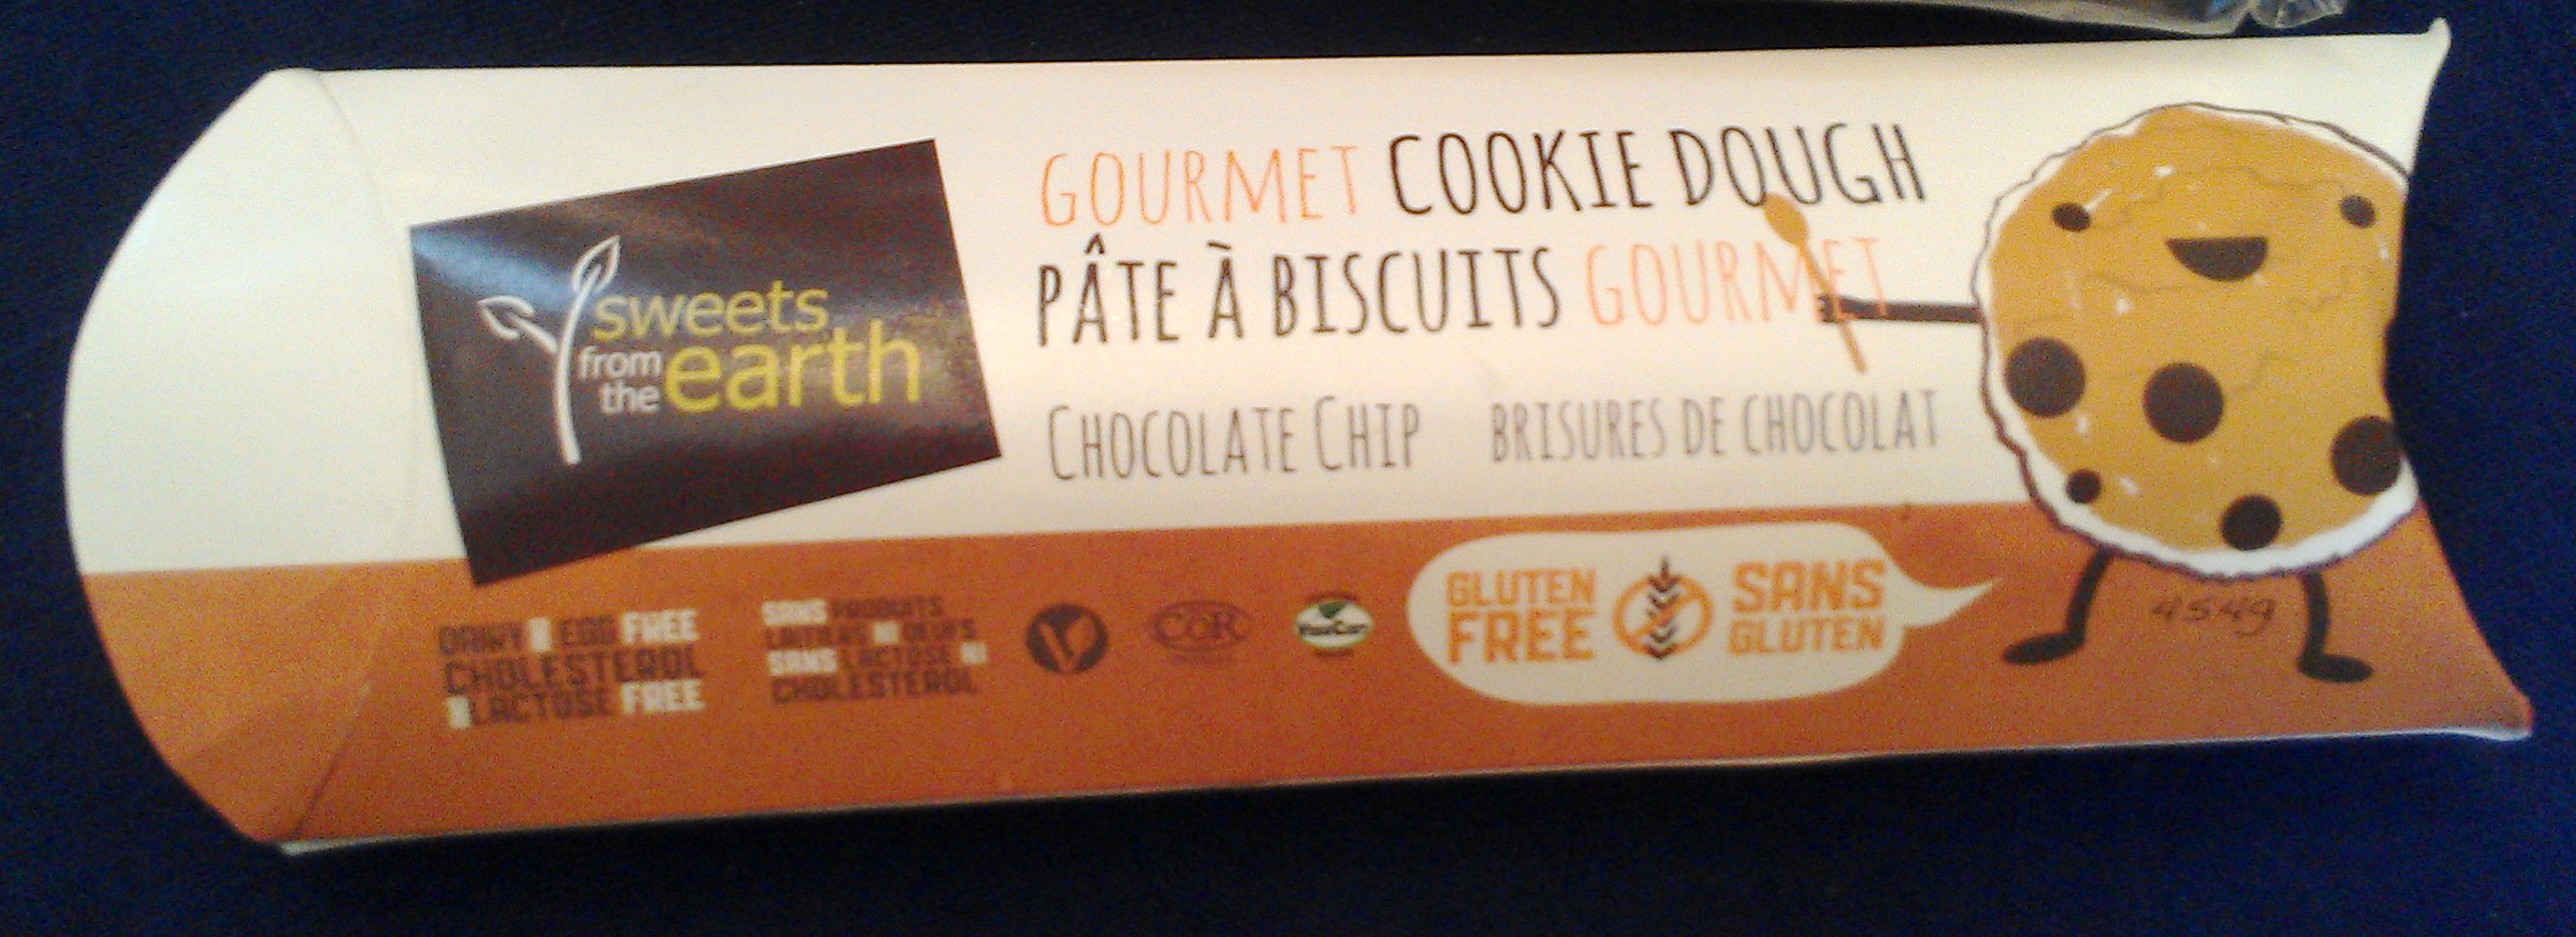 sweets
from
the earth
GOURMET COOKIE DOUGH
PÂTE À BISCUITS GOURMET
CHOCOLATE CHIP BRISURES DE CHOCOLAT
DAIRY & EGG FREE
CHOLESTEROL
& LACTOSE FREE
SANS PRODUITS
LAITIERS NI OEUFS
SANS LACTOSE NI
CHOLESTEROL
V
COR
GLUTEN
FREE
SANS
GLUTEN
454g